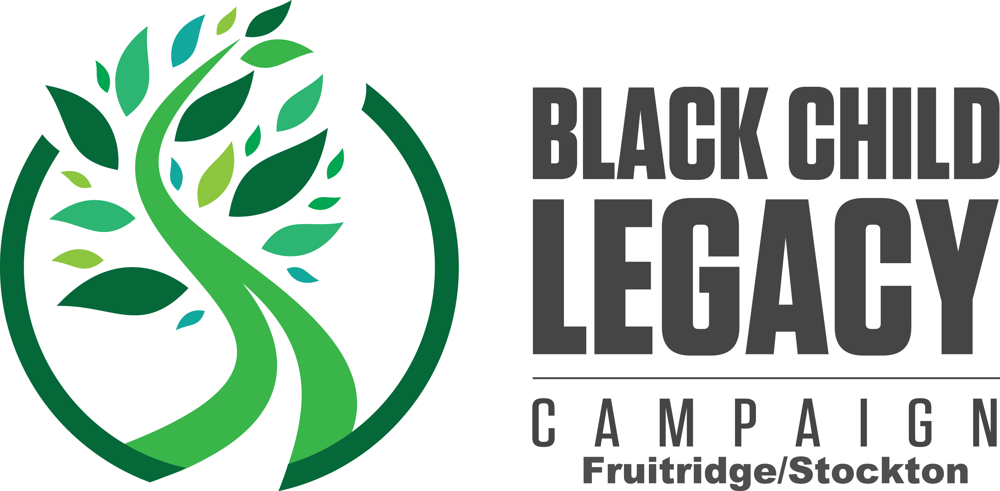 BLACK CHILD
LEGACY
CAMPAIGN
Fruitridge/Stockton